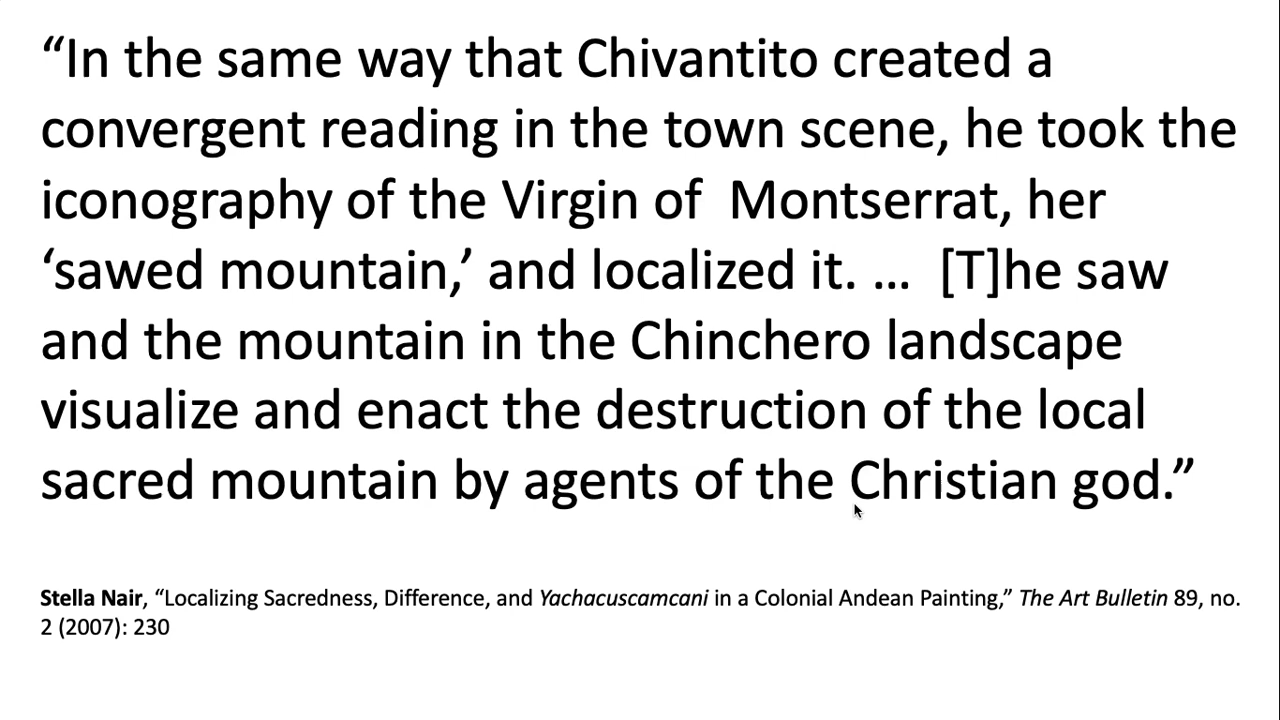 “In the same way that Chivantito created a
convergent reading in the town scene, he took the
iconography of the Virgin of  Montserrat, her
‘sawed mountain,’ and localized it. …  [T]he saw
and the mountain in the Chinchero landscape
visualize and enact the destruction of the local
sacred mountain by agents of the Christian god.”
Stella Nair, “Localizing Sacredness, Difference, and Yachacuscamcani in a Colonial Andean Painting,” The Art Bulletin 89, no.
2 (2007): 230